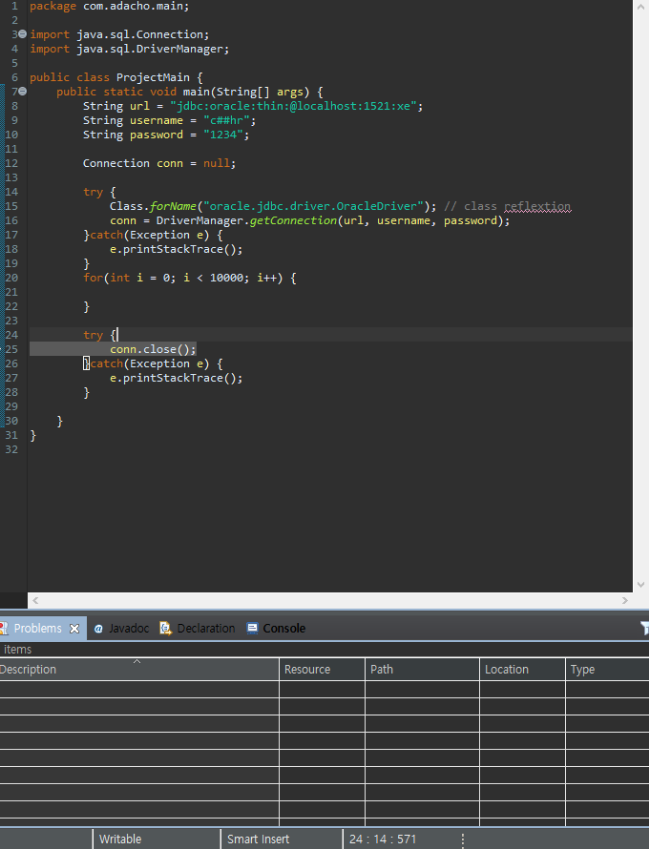 1 package com.adacho.main;
2
3 import java.sql.Connection;
4 import java.sql.DriverManager;
5
6 public class ProjectMain {
7 public static void main(String[] args) {
8 String url = "jdbc:oracle:thin:@localhost:1521:xe";
9 String username = "c##hr";
10 String password = "1234";
11
12 Connection conn = null;
13
14 try {
15 Class.forName("oracle.jdbc.driver.OracleDriver"); // class reflextion
16 conn = DriverManager.getConnection(url, username, password);
17 }catch(Exception e) {
18 e.printStackTrace();
19 }
20 for(int i = 0; i < 10000; i++) {
21
22 }
23
24 try {
25 conn.close();
26 }catch(Exception e) {
27 e.printStackTrace();
28 }
29
30 }
31 }
32
Problems Javadoc Declaration Console
items
Description Resource Path Location Type
Writable Smart Insert 24 : 14 : 571